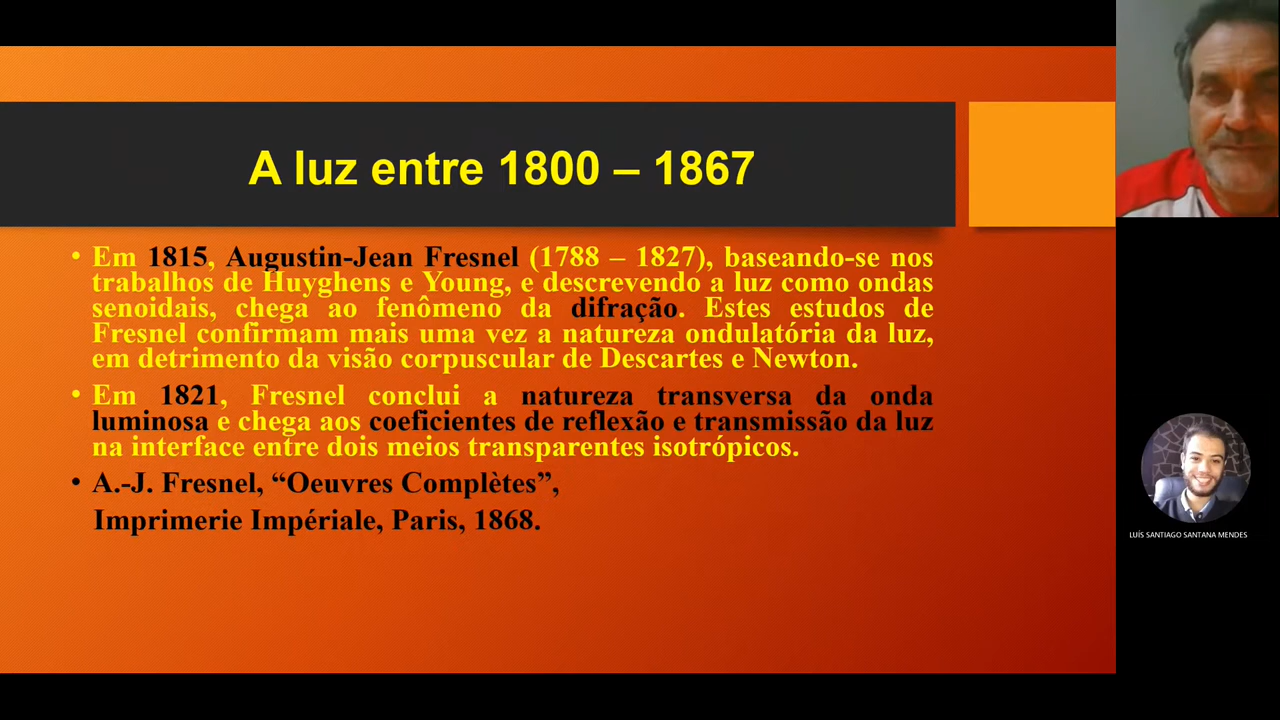 A luz entre 1800 – 1867
• Em 1815, Augustin-Jean Fresnel (1788 – 1827), baseando-se nos
trabalhos de Huyghens e Young, e descrevendo a luz como ondas
senoidais, chega ao fenômeno da difração. Estes estudos de
Fresnel confirmam mais uma vez a natureza ondulatória da luz,
em detrimento da visão corpuscular de Descartes e Newton.
• Em 1821, Fresnel conclui a natureza transversa da onda
luminosa e chega aos coeficientes de reflexão e transmissão da luz
na interface entre dois meios transparentes isotrópicos.
• A.-J. Fresnel, “Oeuvres Complètes”,
Imprimerie Impériale, Paris, 1868.
LUÍS SANTIAGO SANTANA MENDES